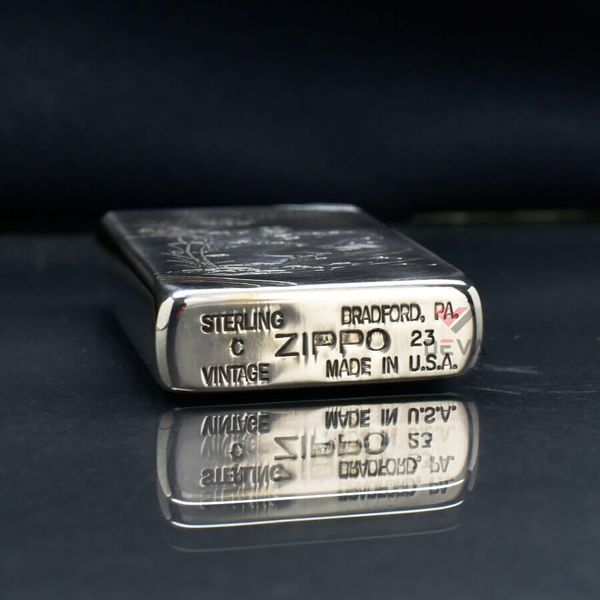 STERLING BRADFORD, PA.
C ZIPPO 23
VINTAGE MADE IN U.S.A.